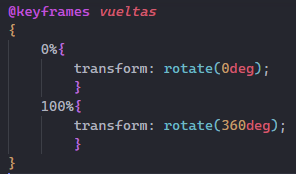 @keyframes vueltas
{
0%{
transform: rotate(0deg);
}
100%{
transform: rotate(360deg);
}
}